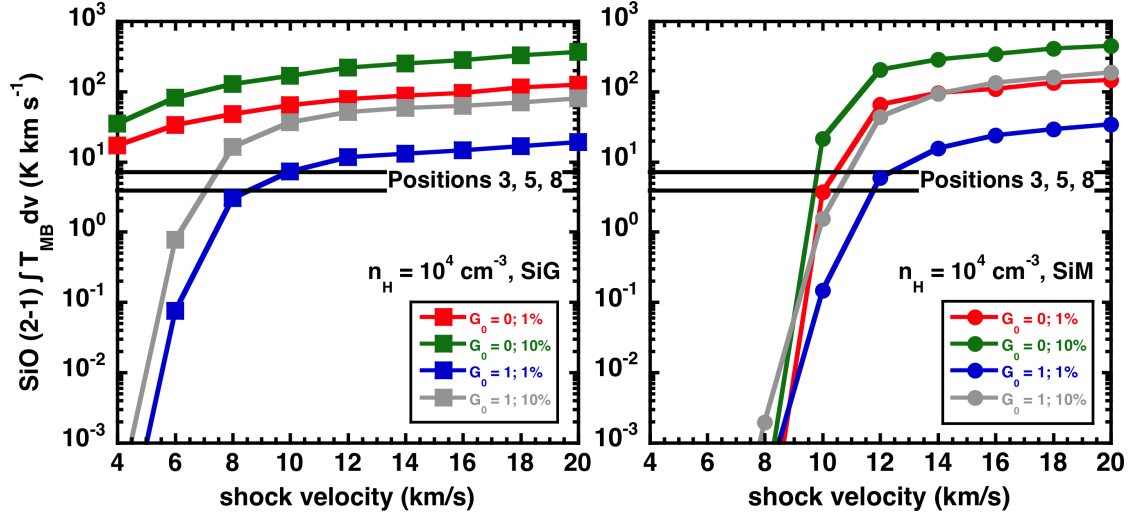 SiO (2-1) ∫ T_MB dv (K km s⁻¹)
10³
10²
10¹
10⁰
10⁻¹
10⁻²
10⁻³
Positions 3, 5, 8
n_H = 10⁴ cm⁻³, SiG
G₀ = 0; 1%
G₀ = 0; 10%
G₀ = 1; 1%
G₀ = 1; 10%
4 6 8 10 12 14 16 18 20
shock velocity (km/s)
10³
10²
10¹
10⁰
10⁻¹
10⁻²
10⁻³
Positions 3, 5, 8
n_H = 10⁴ cm⁻³, SiM
G₀ = 0; 1%
G₀ = 0; 10%
G₀ = 1; 1%
G₀ = 1; 10%
4 6 8 10 12 14 16 18 20
shock velocity (km/s)